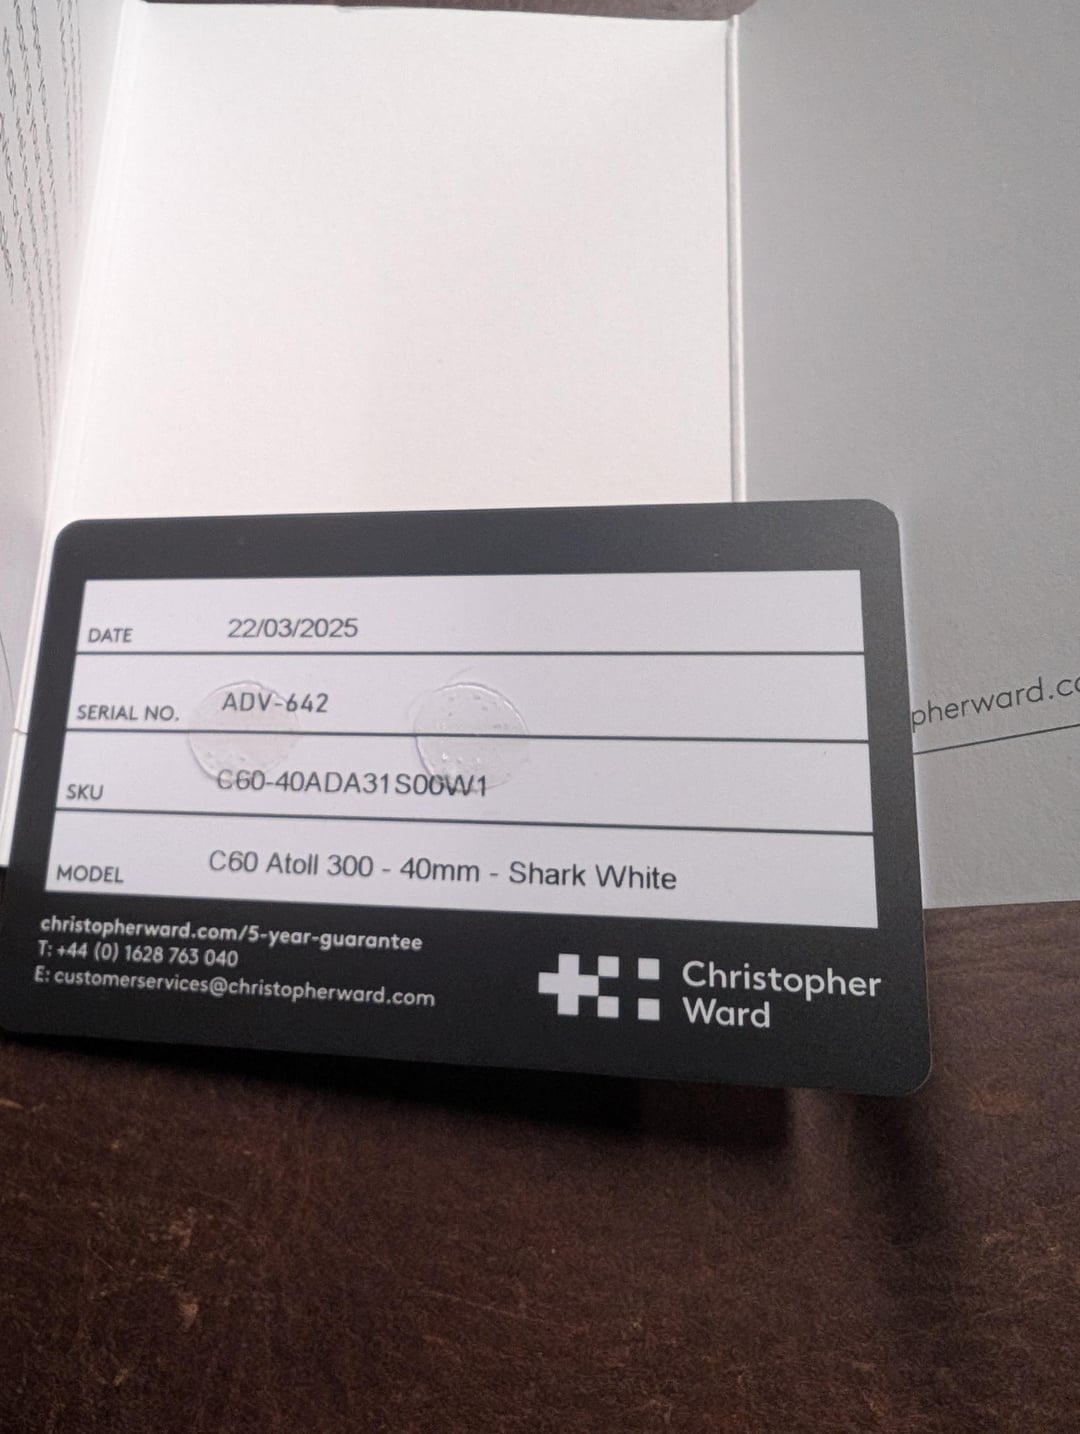 DATE 22/03/2025
SERIAL NO. ADV-642
SKU C60-40ADA31S00W1
MODEL C60 Atoll 300 - 40mm - Shark White
christopherward.com/5-year-guarantee
T: +44 (0) 1628 763 040
E: customerservices@christopherward.com
Christopher
Ward
pherward.co